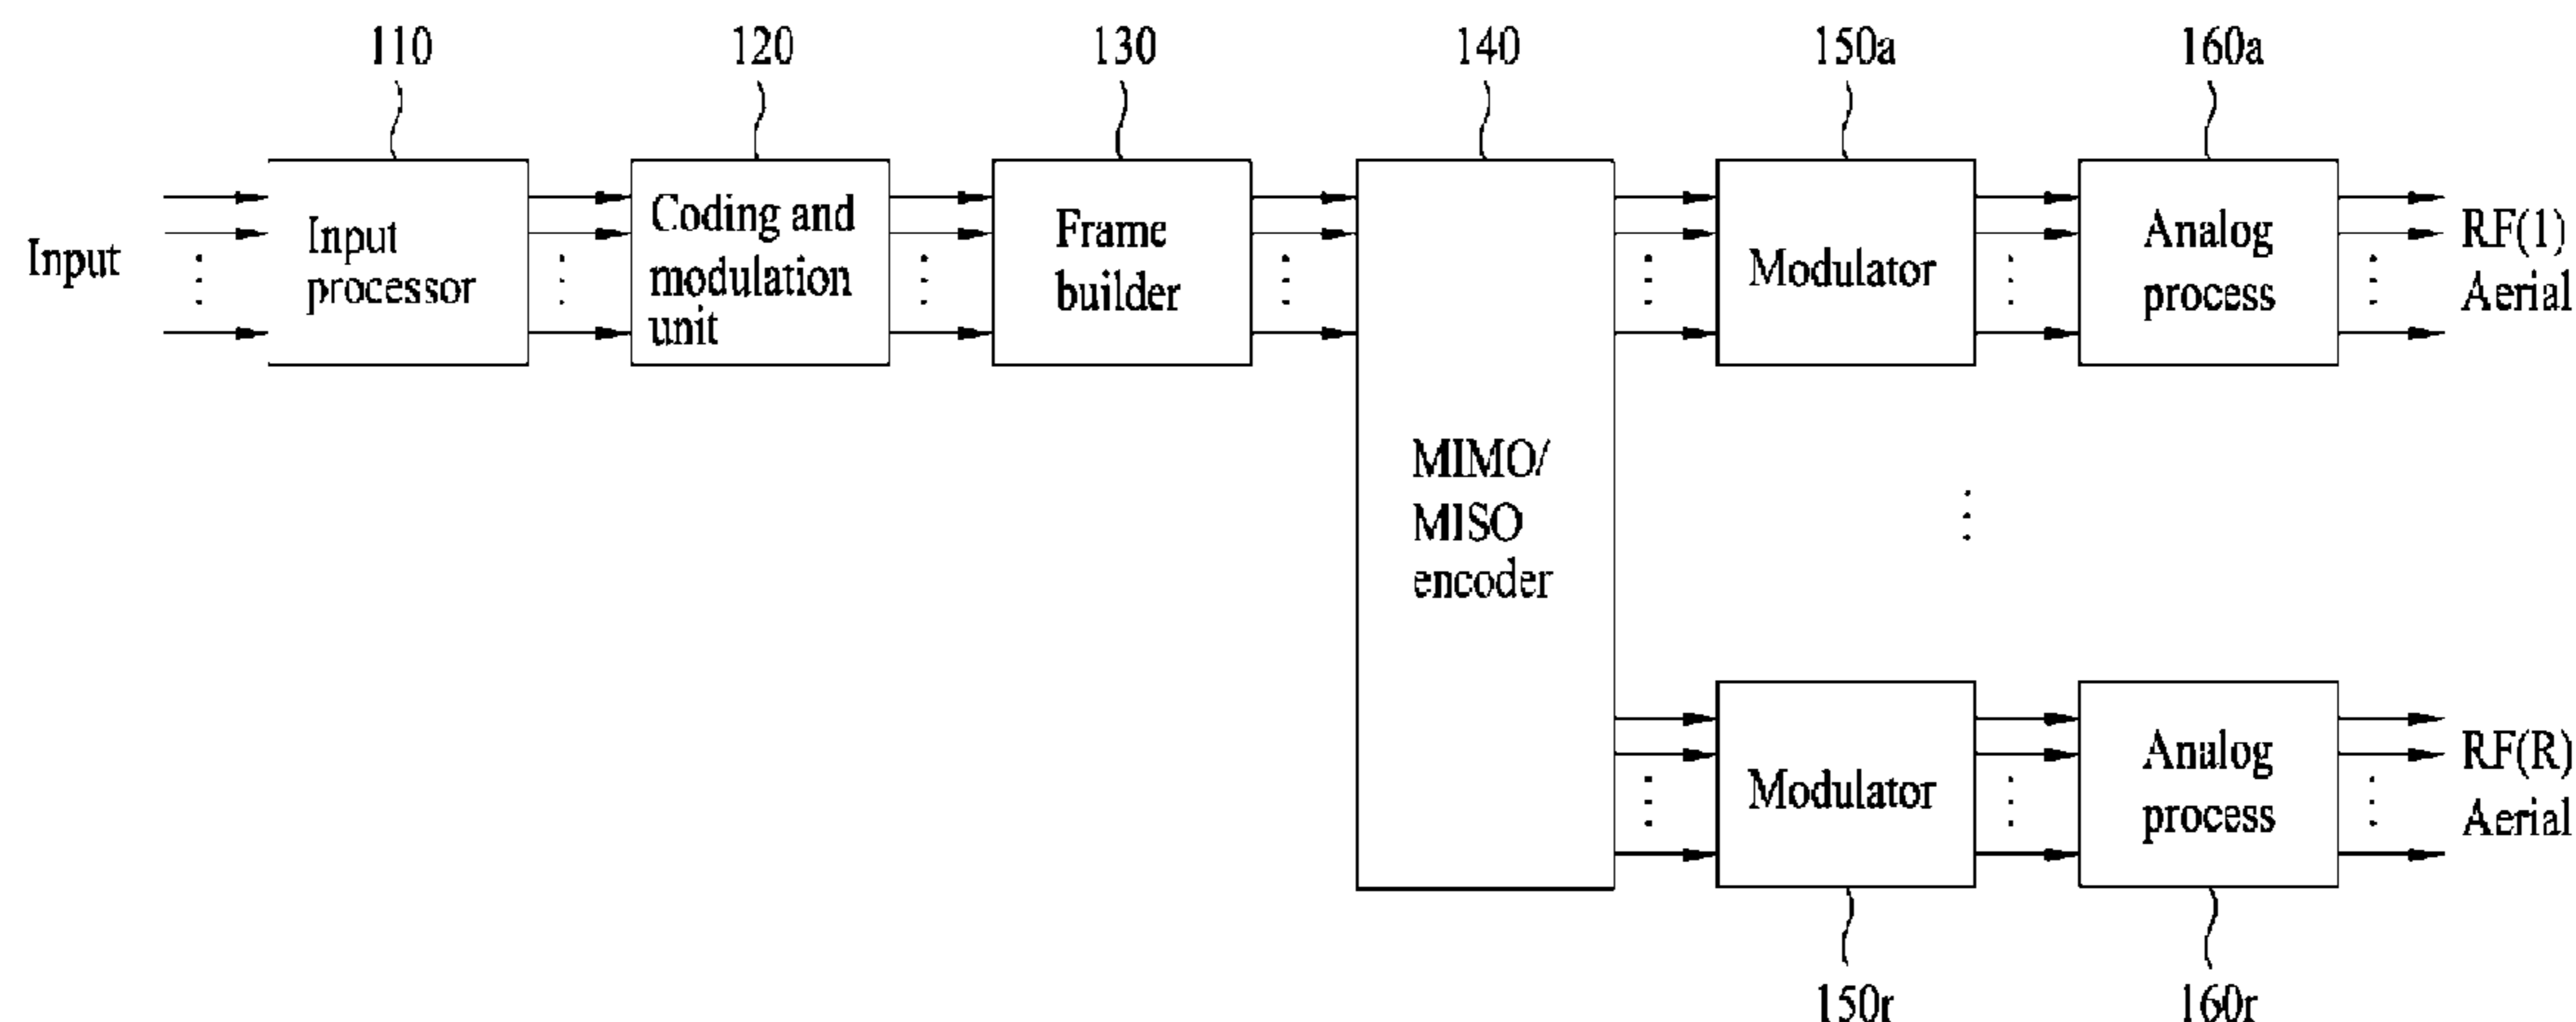 110
120
130
140
150a
160a
Input
Input
processor
Coding and
modulation
unit
Frame
builder
MIMO/
MISO
encoder
Modulator
Analog
process
RF(1)
Aerial
Modulator
Analog
process
RF(R)
Aerial
150r
160r